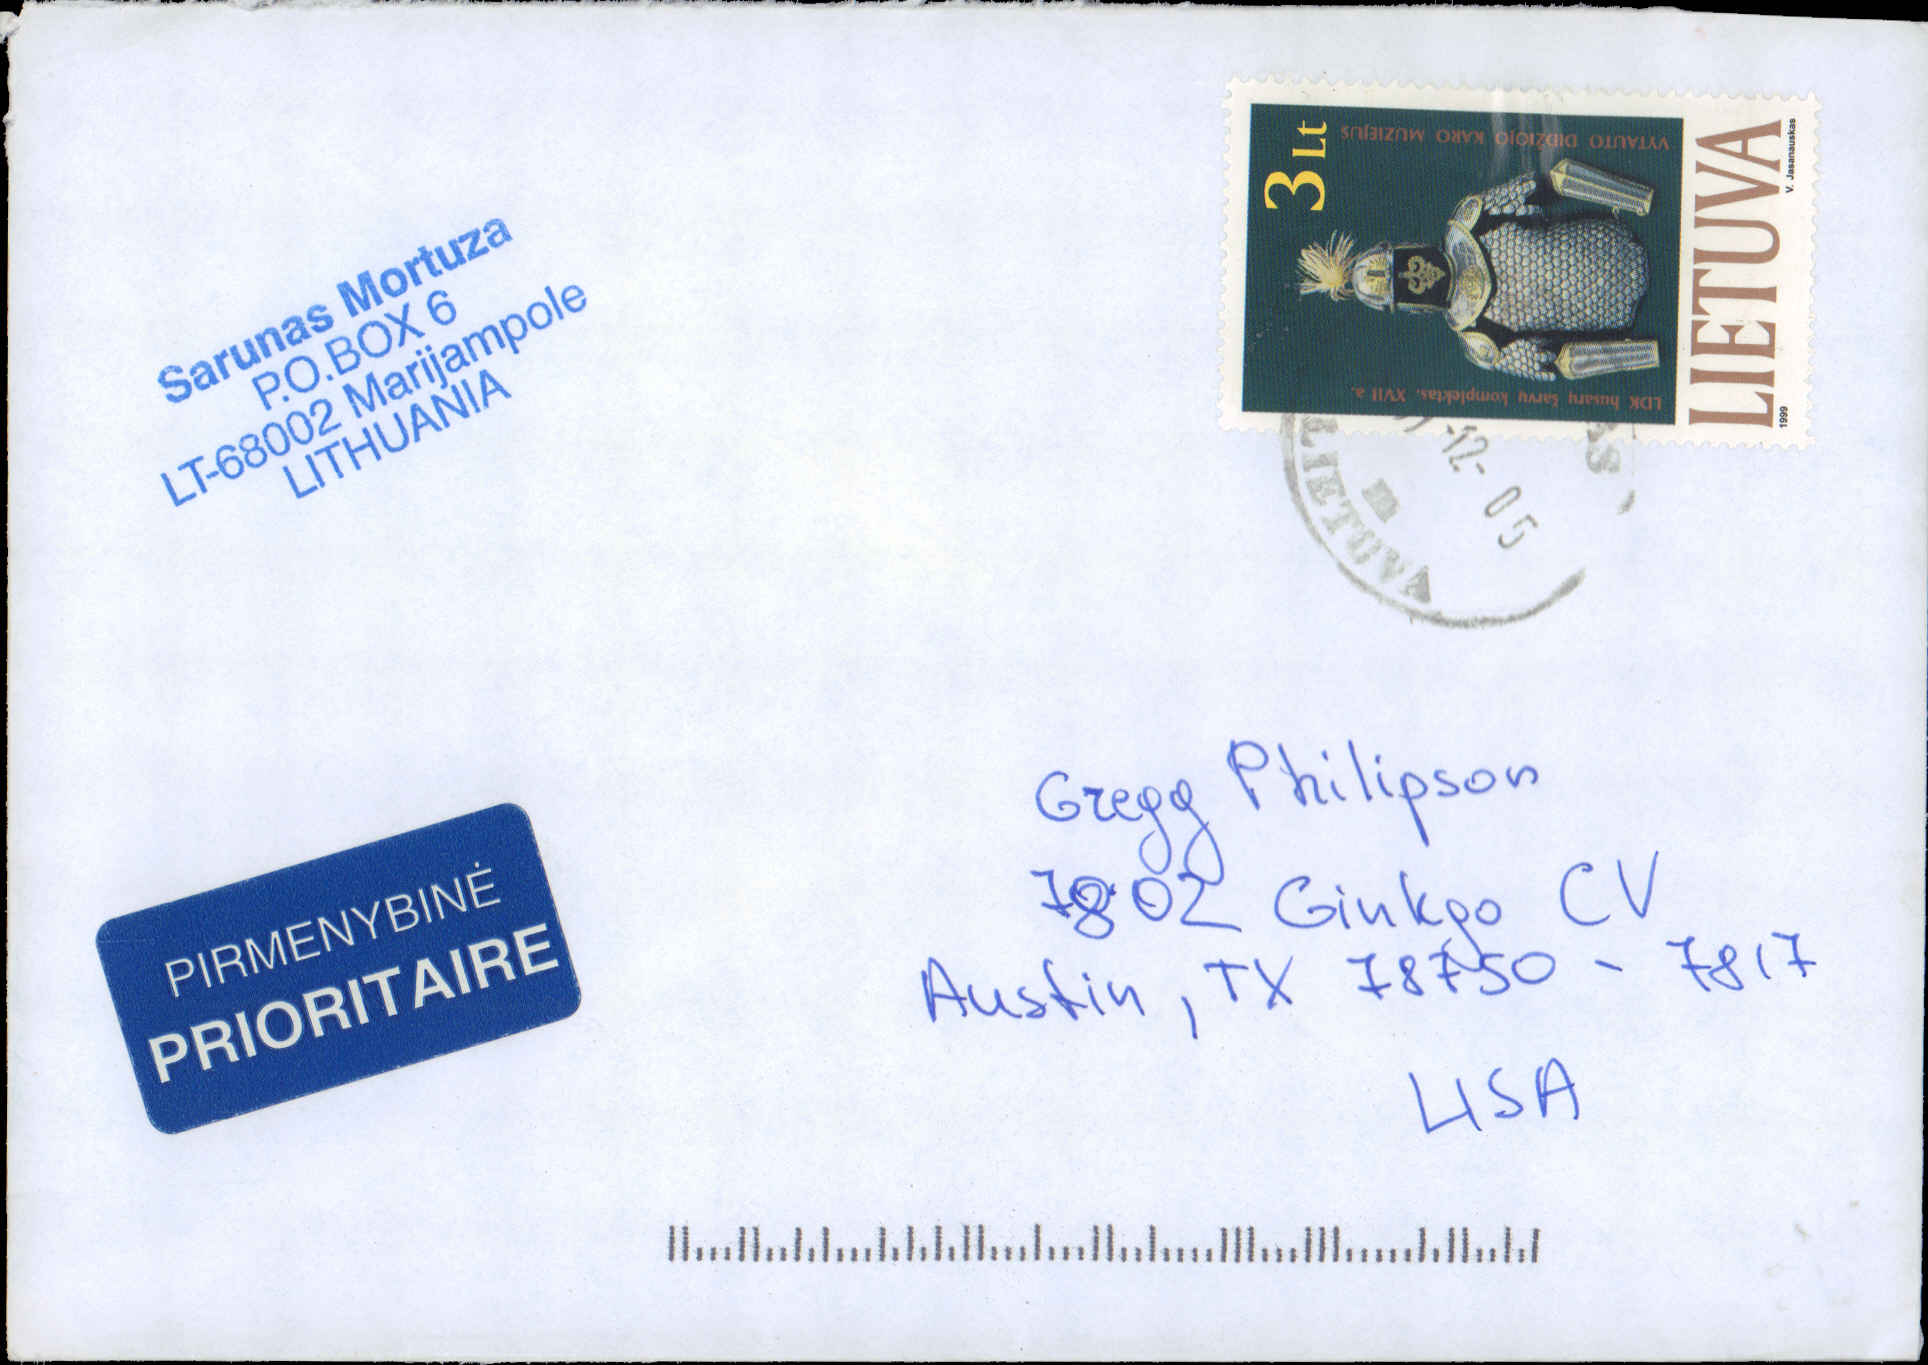 Sarunas Mortuza
P.O.BOX 6
LT-68002 Marijampole
LITHUANIA
3 Lt
VYTAUTO DIDŽIOJO KARO MUZIEJUS
LDK husarų šarvų komplektas. XVII a.
LIETUVA
V. Jasanauskas
1999
LIETUVA
-12-05
PIRMENYBINĖ
PRIORITAIRE
Gregg Philipson
7802 Ginkgo CV
Austin, TX 78750 - 7817
USA